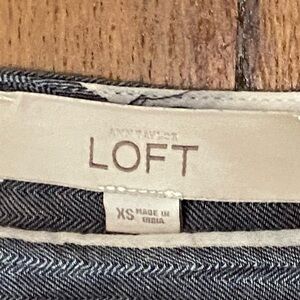 ANN TAYLOR
LOFT
XS MADE IN
INDIA